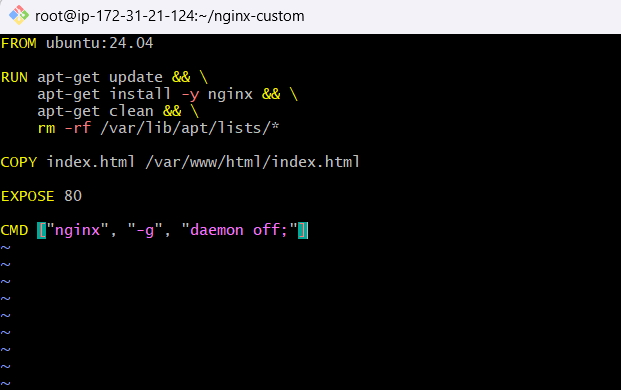 root@ip-172-31-21-124:~/nginx-custom
FROM ubuntu:24.04
RUN apt-get update && \
    apt-get install -y nginx && \
    apt-get clean && \
    rm -rf /var/lib/apt/lists/*
COPY index.html /var/www/html/index.html
EXPOSE 80
CMD ["nginx", "-g", "daemon off;"]
~
~
~
~
~
~
~
~
~